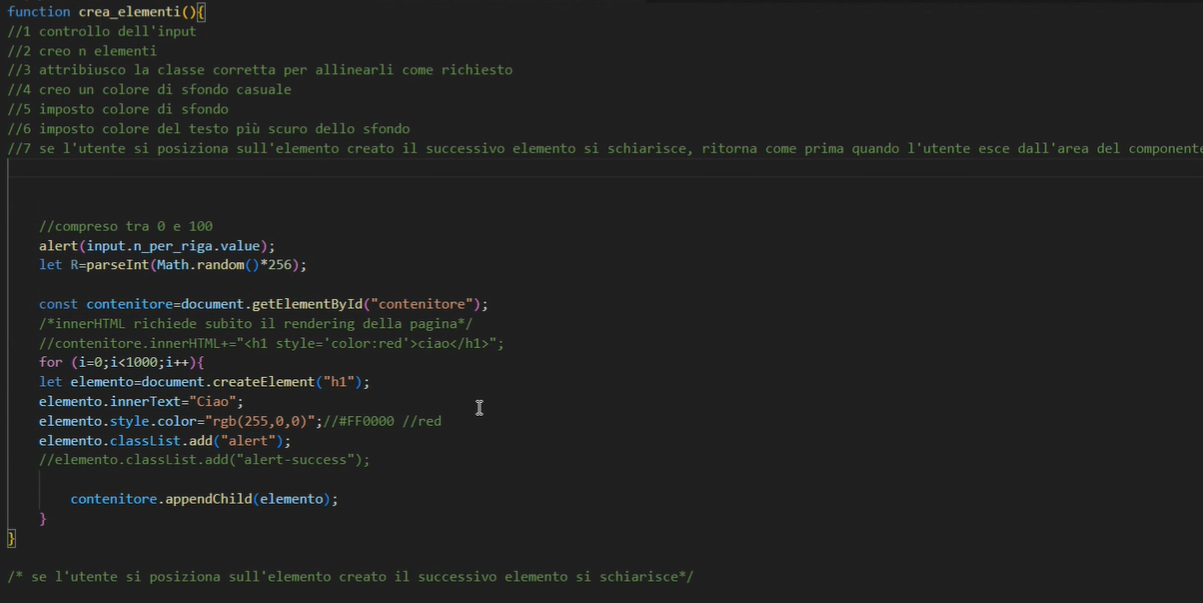 function crea_elementi(){
//1 controllo dell'input
//2 creo n elementi
//3 attribiusco la classe corretta per allinearli come richiesto
//4 creo un colore di sfondo casuale
//5 imposto colore di sfondo
//6 imposto colore del testo più scuro dello sfondo
//7 se l'utente si posiziona sull'elemento creato il successivo elemento si schiarisce, ritorna come prima quando l'utente esce dall'area del component
//compreso tra 0 e 100
alert(input.n_per_riga.value);
let R=parseInt(Math.random()*256);
const contenitore=document.getElementById("contenitore");
/*innerHTML richiede subito il rendering della pagina*/
//contenitore.innerHTML+="<h1 style='color:red'>ciao</h1>";
for (i=0;i<1000;i++){
let elemento=document.createElement("h1");
elemento.innerText="Ciao";
elemento.style.color="rgb(255,0,0)";//#FF0000 //red
elemento.classList.add("alert");
//elemento.classList.add("alert-success");
contenitore.appendChild(elemento);
}
}
/* se l'utente si posiziona sull'elemento creato il successivo elemento si schiarisce*/